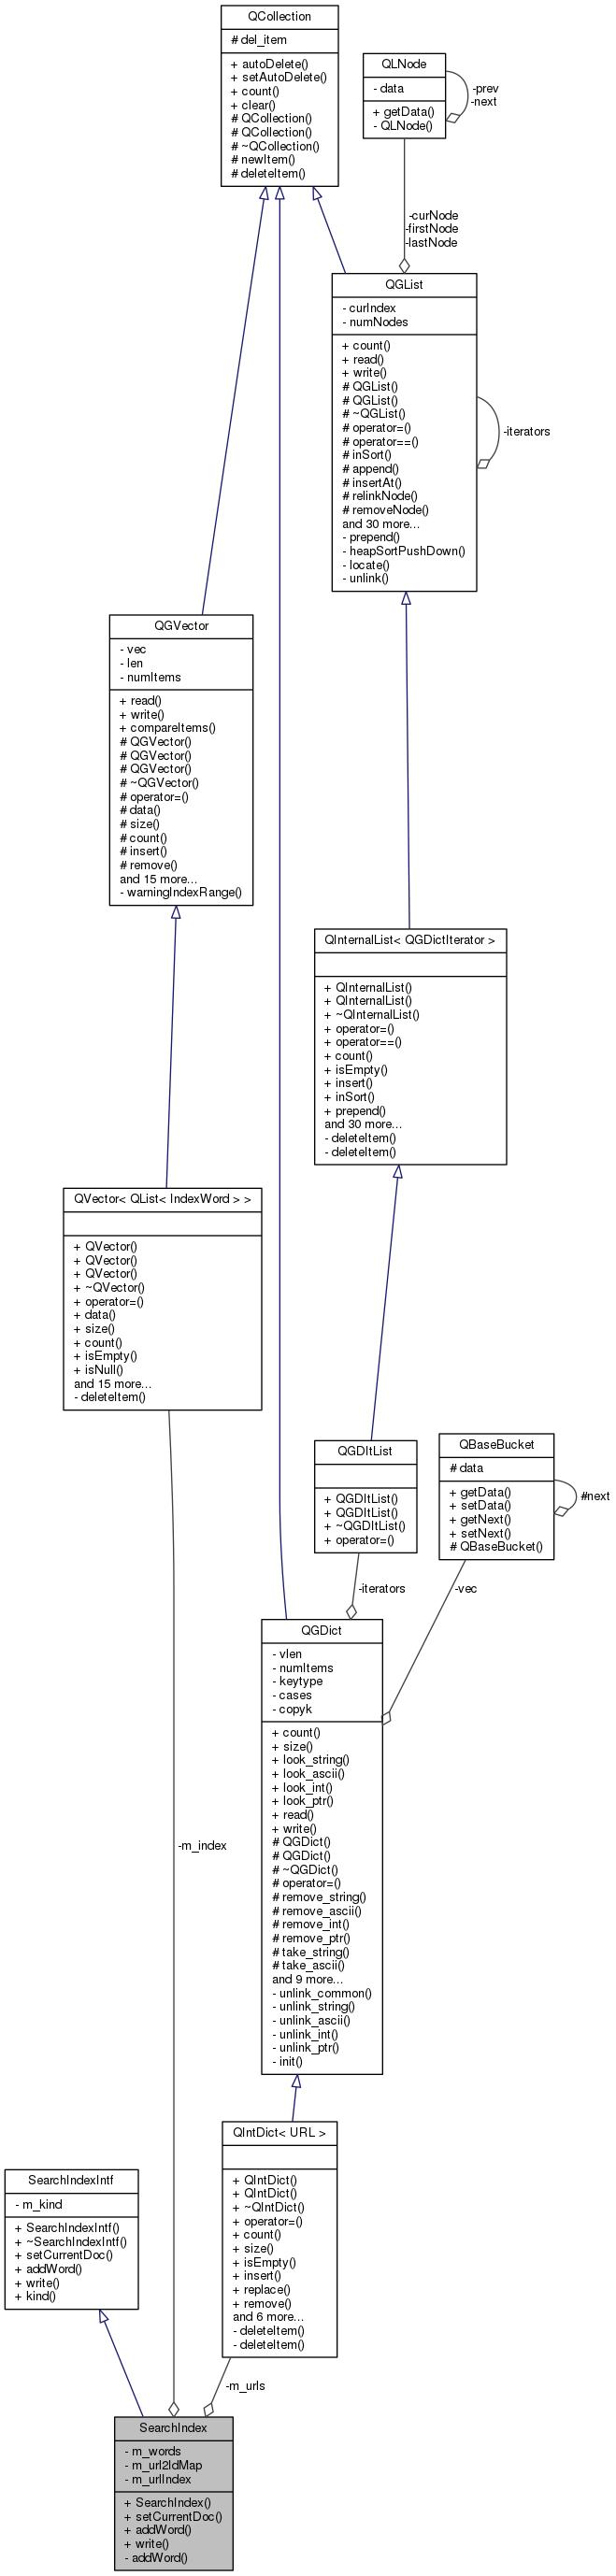 QCollection
# del_item
+ autoDelete()
+ setAutoDelete()
+ count()
+ clear()
# QCollection()
# QCollection()
# ~QCollection()
# newItem()
# deleteItem()
QLNode
- data
+ getData()
- QLNode()
-prev
-next
-curNode
-firstNode
-lastNode
QGList
- curIndex
- numNodes
+ count()
+ read()
+ write()
# QGList()
# QGList()
# ~QGList()
# operator=()
# operator==()
# inSort()
# append()
# insertAt()
# relinkNode()
# removeNode()
and 30 more...
- prepend()
- heapSortPushDown()
- locate()
- unlink()
-iterators
QGVector
- vec
- len
- numItems
+ read()
+ write()
+ compareItems()
# QGVector()
# QGVector()
# QGVector()
# ~QGVector()
# operator=()
# data()
# size()
# count()
# insert()
# remove()
and 15 more...
- warningIndexRange()
QInternalList< QGDictIterator >
+ QInternalList()
+ QInternalList()
+ ~QInternalList()
+ operator=()
+ operator==()
+ count()
+ isEmpty()
+ insert()
+ inSort()
+ prepend()
and 30 more...
- deleteItem()
- deleteItem()
QVector< QList< IndexWord > >
+ QVector()
+ QVector()
+ QVector()
+ ~QVector()
+ operator=()
+ data()
+ size()
+ count()
+ isEmpty()
+ isNull()
and 15 more...
- deleteItem()
QGDItList
+ QGDItList()
+ QGDItList()
+ ~QGDItList()
+ operator=()
QBaseBucket
# data
+ getData()
+ setData()
+ getNext()
+ setNext()
# QBaseBucket()
#next
-iterators
-vec
QGDict
- vlen
- numItems
- keytype
- cases
- copyk
+ count()
+ size()
+ look_string()
+ look_ascii()
+ look_int()
+ look_ptr()
+ read()
+ write()
# QGDict()
# QGDict()
# ~QGDict()
# operator=()
# remove_string()
# remove_ascii()
# remove_int()
# remove_ptr()
# take_string()
# take_ascii()
and 9 more...
- unlink_common()
- unlink_string()
- unlink_ascii()
- unlink_int()
- unlink_ptr()
- init()
-m_index
QIntDict< URL >
+ QIntDict()
+ QIntDict()
+ ~QIntDict()
+ operator=()
+ count()
+ size()
+ isEmpty()
+ insert()
+ replace()
+ remove()
and 6 more...
- deleteItem()
- deleteItem()
SearchIndexIntf
- m_kind
+ SearchIndexIntf()
+ ~SearchIndexIntf()
+ setCurrentDoc()
+ addWord()
+ write()
+ kind()
-m_urls
SearchIndex
- m_words
- m_url2IdMap
- m_urlIndex
+ SearchIndex()
+ setCurrentDoc()
+ addWord()
+ write()
- addWord()